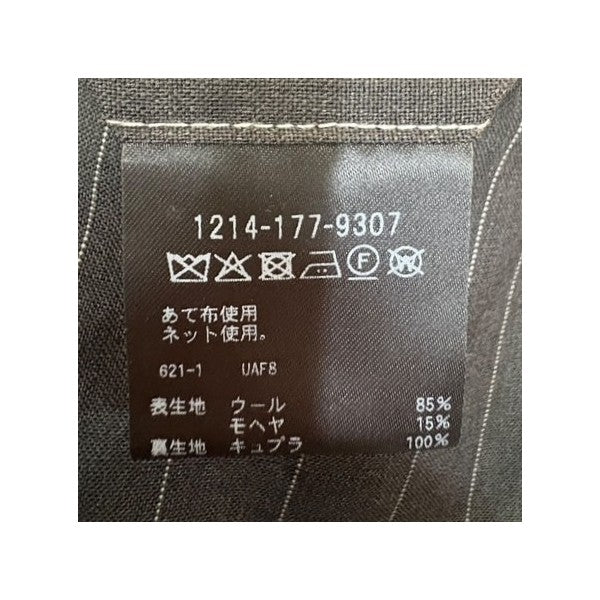 1214-177-9307
F W
あて布使用
ネット使用。
621-1 UAF8
表生地 ウール 85%
モヘヤ 15%
裏生地 キュプラ 100%